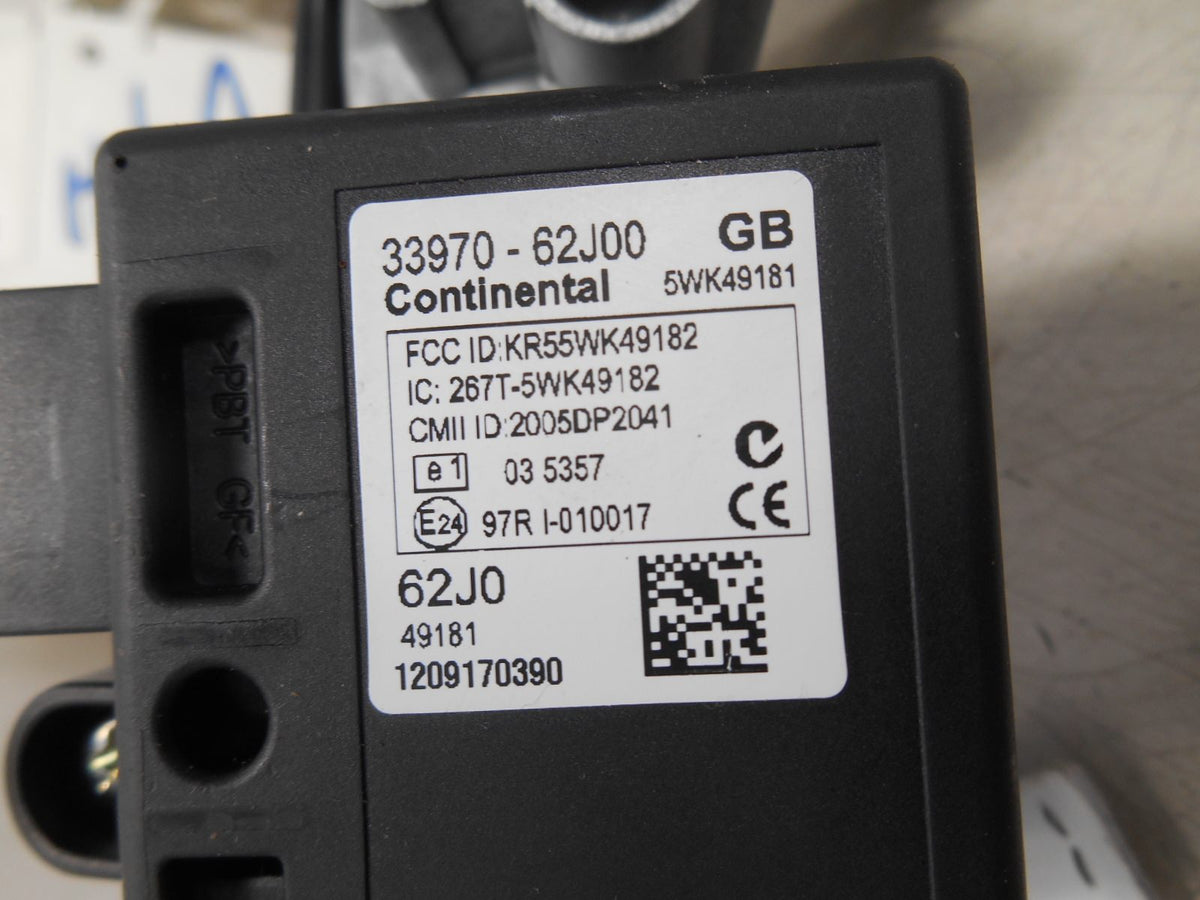 33970 - 62J00 GB
Continental 5WK49181
FCC ID:KR55WK49182
IC: 267T-5WK49182
CMII ID:2005DP2041
e1 03 5357
E24 97R I-010017
CE
62J0
49181
1209170390
>PBT GF<